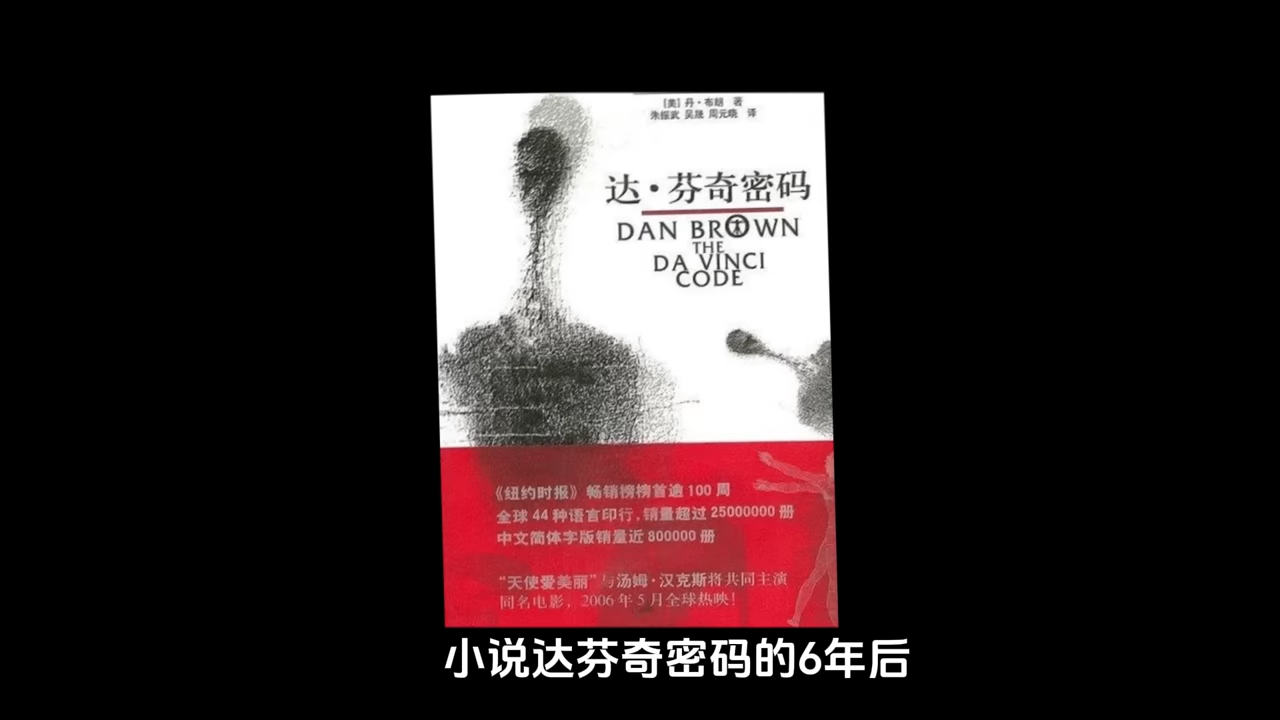 [美] 丹·布朗 著
朱振武 吴晟 周元晓 译
达·芬奇密码
DAN BROWN
THE
DA VINCI
CODE
《纽约时报》畅销榜榜首逾 100 周
全球 44 种语言印行，销量超过 25000000 册
中文简体字版销量近 800000 册
“天使爱美丽”与汤姆·汉克斯将共同主演
同名电影，2006 年 5 月全球热映！
小说达芬奇密码的6年后